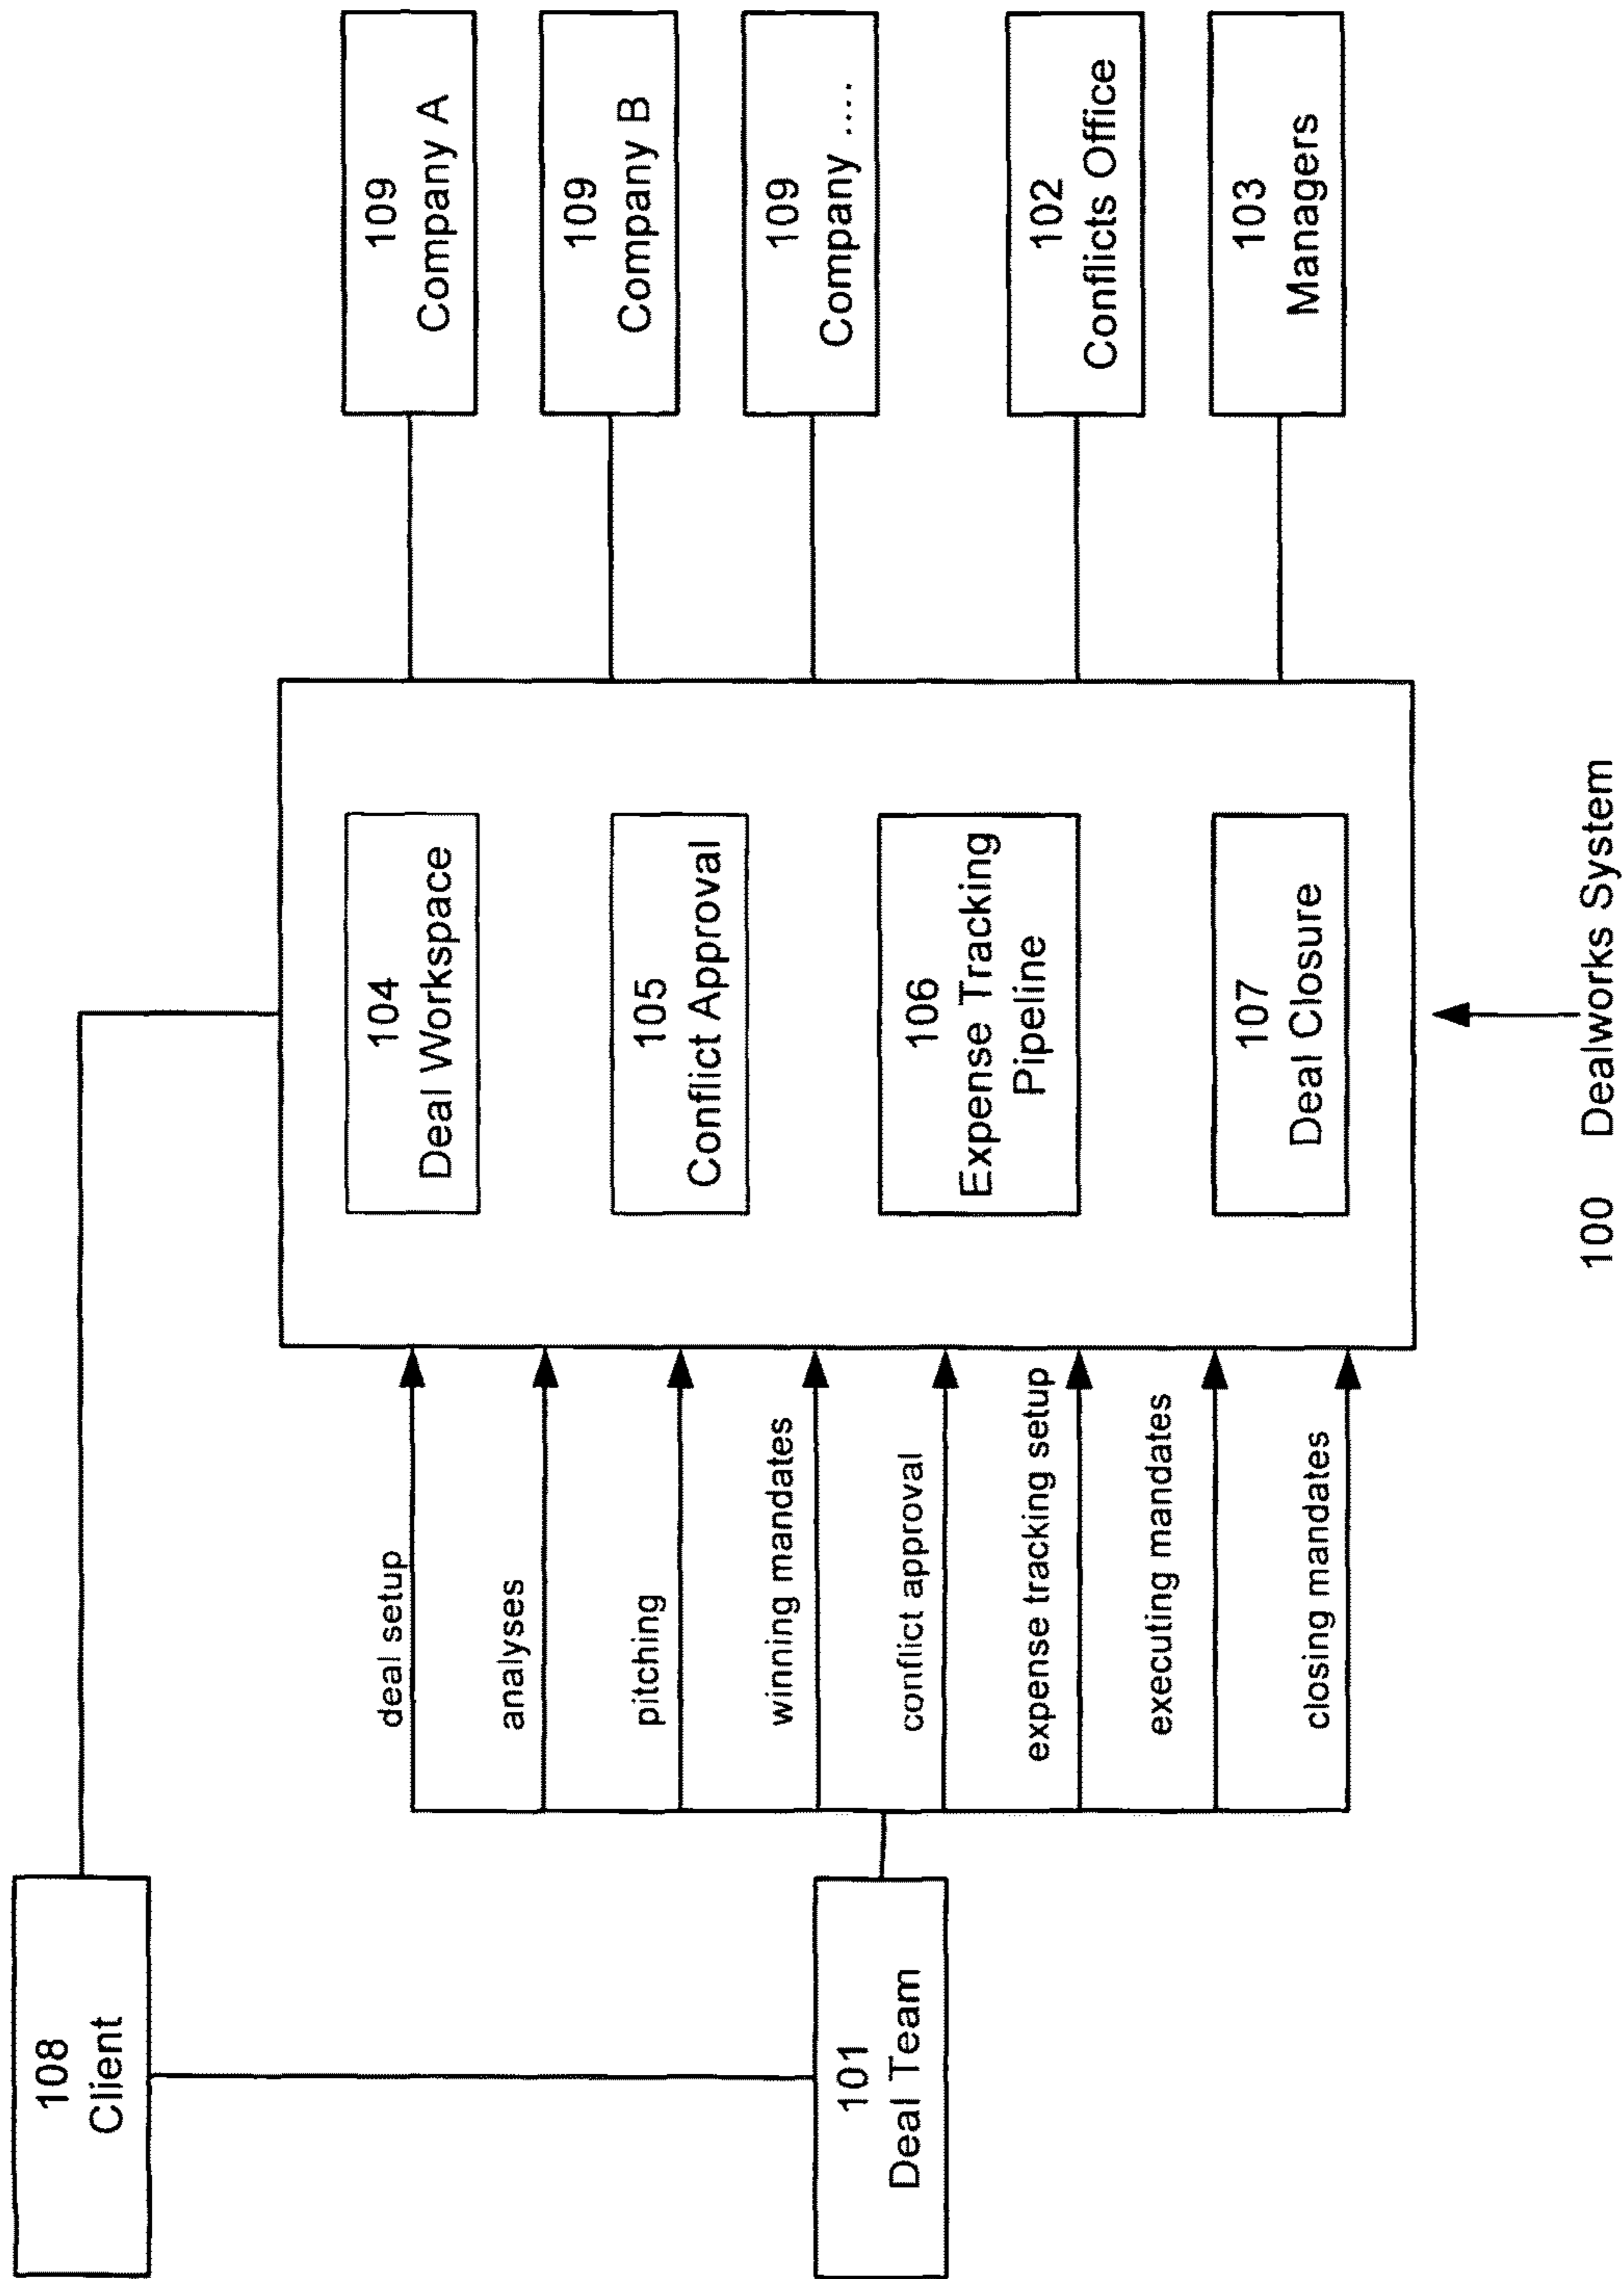 108
Client
101
Deal Team
deal setup
analyses
pitching
winning mandates
conflict approval
expense tracking setup
executing mandates
closing mandates
104
Deal Workspace
105
Conflict Approval
106
Expense Tracking
Pipeline
107
Deal Closure
100 Dealworks System
109
Company A
109
Company B
109
Company ....
102
Conflicts Office
103
Managers